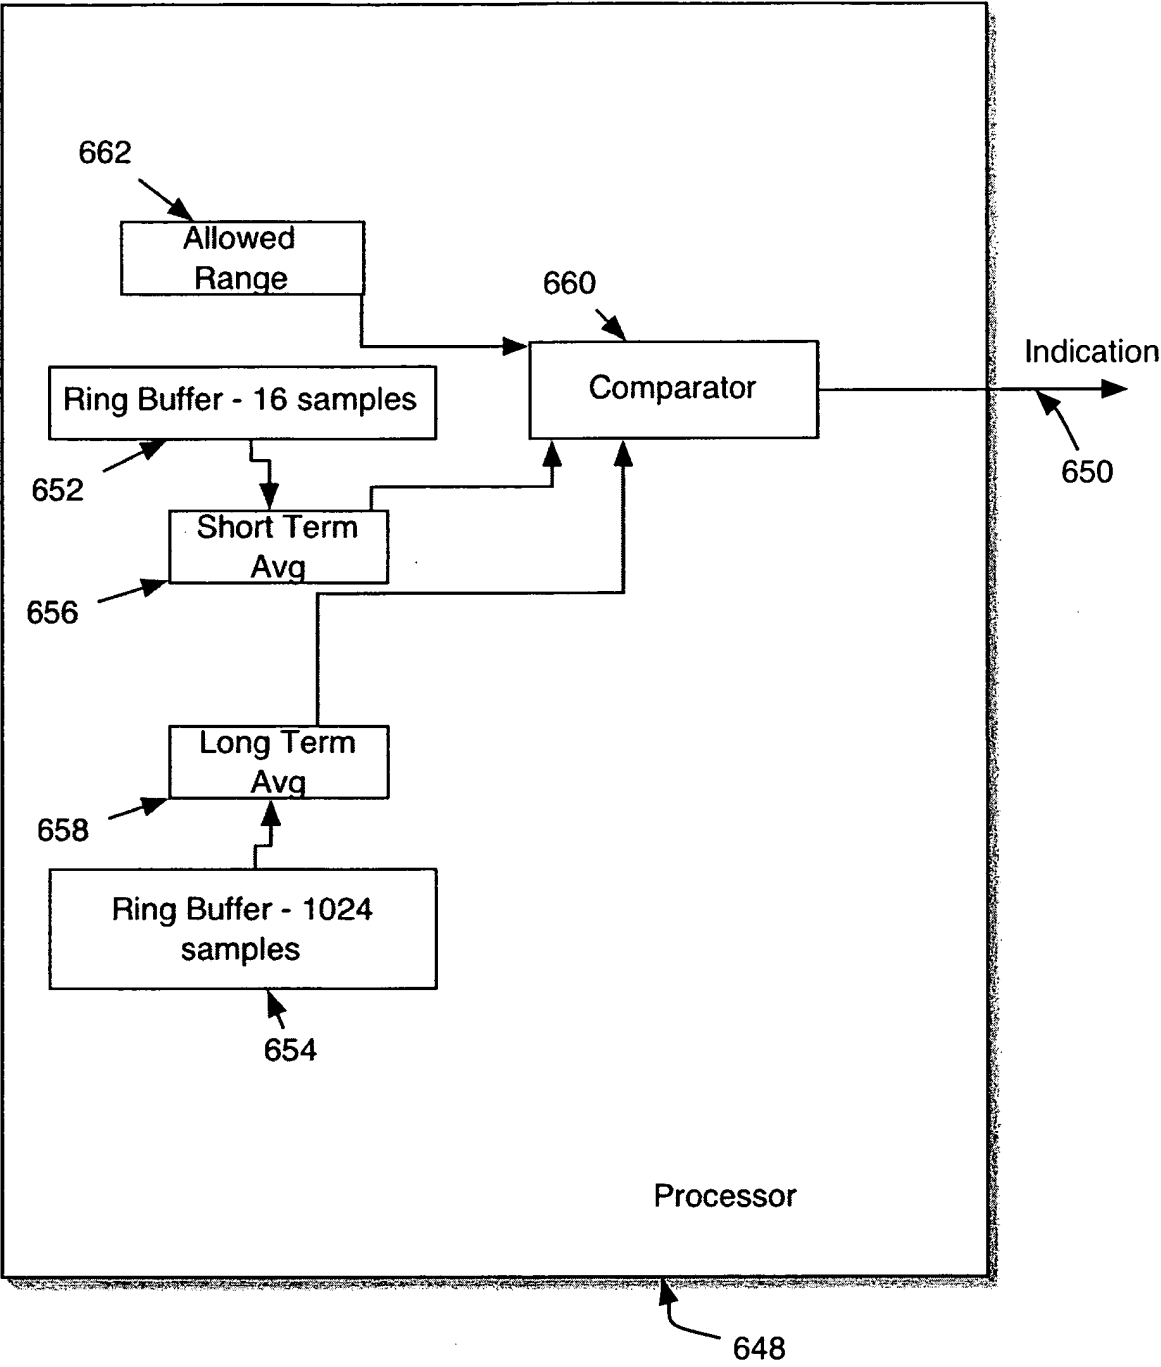 662
Allowed
Range
660
Indication
Comparator
Ring Buffer - 16 samples
650
652
Short Term
Avg
656
Long Term
Avg
658
Ring Buffer - 1024
samples
654
Processor
648